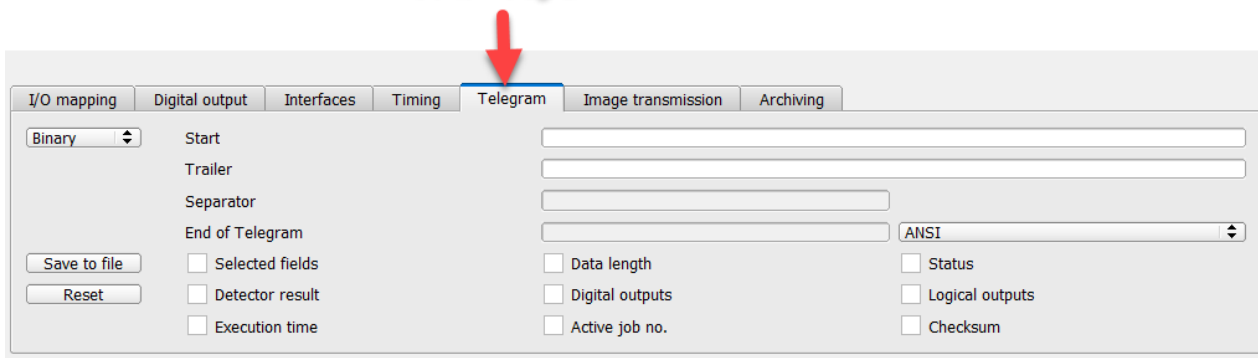 I/O mapping Digital output Interfaces Timing Telegram Image transmission Archiving
Binary Start
Trailer
Separator
End of Telegram ANSI
Save to file Selected fields Data length Status
Reset Detector result Digital outputs Logical outputs
Execution time Active job no. Checksum